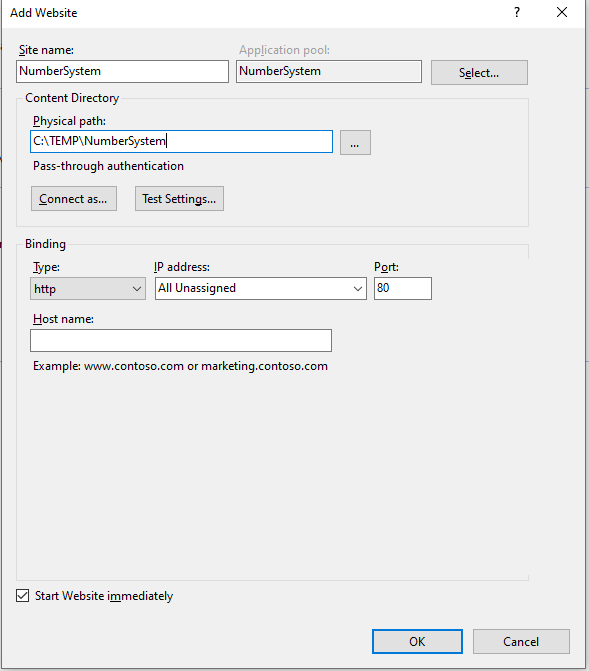 Add Website
?
Site name:
Application pool:
NumberSystem
NumberSystem
Select...
Content Directory
Physical path:
C:\TEMP\NumberSystem
...
Pass-through authentication
Connect as...
Test Settings...
Binding
Type:
IP address:
Port:
http
All Unassigned
80
Host name:
Example: www.contoso.com or marketing.contoso.com
Start Website immediately
OK
Cancel